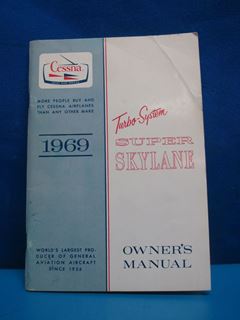 Cessna
MORE PEOPLE BUY AND
FLY CESSNA AIRPLANES
THAN ANY OTHER MAKE
1969
WORLD'S LARGEST PRO-
DUCER OF GENERAL
AVIATION AIRCRAFT
SINCE 1956
Turbo-System
SUPER
SKYLANE
OWNER'S
MANUAL